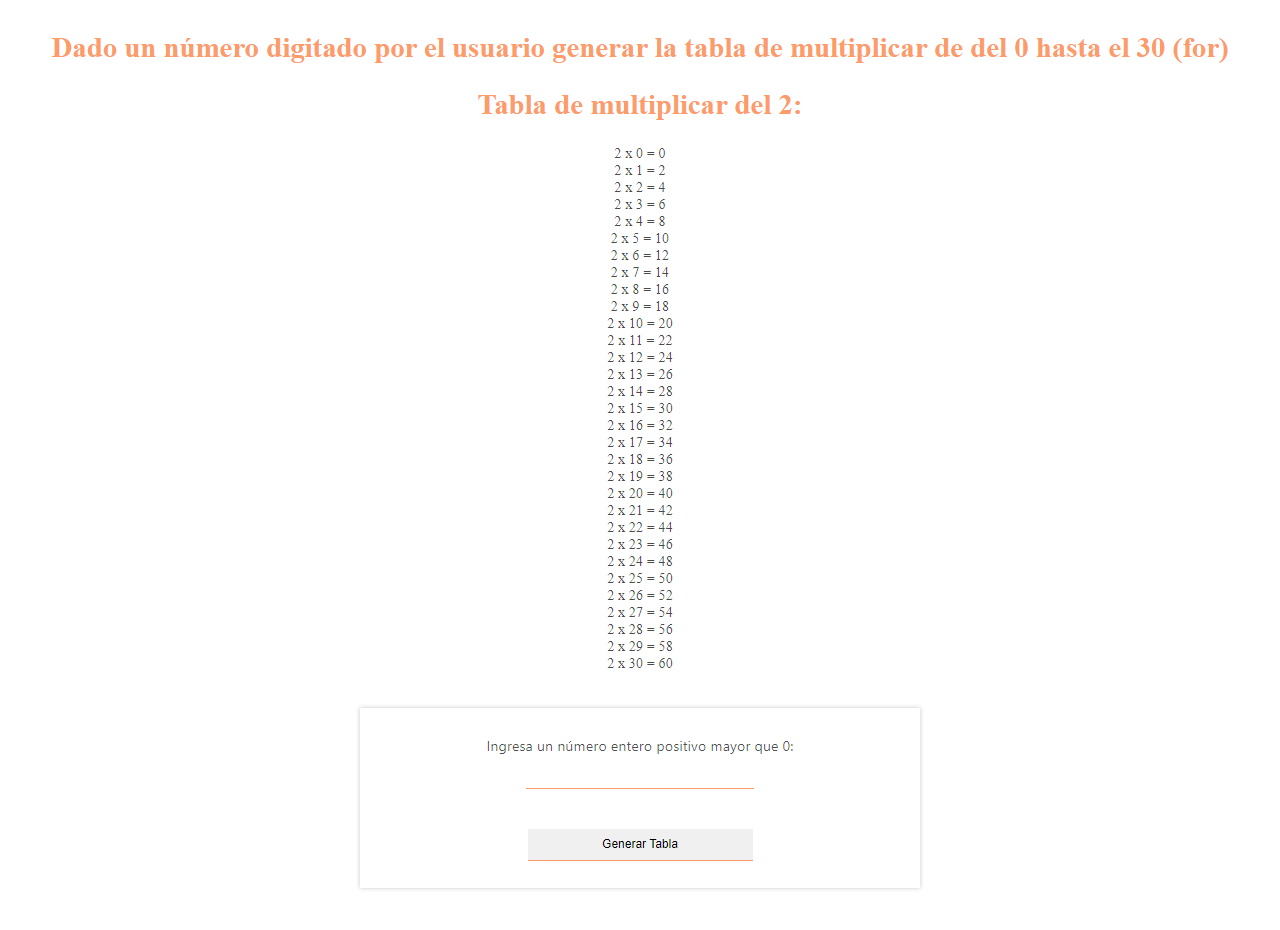 Dado un número digitado por el usuario generar la tabla de multiplicar de del 0 hasta el 30 (for)
Tabla de multiplicar del 2:
2 x 0 = 0
2 x 1 = 2
2 x 2 = 4
2 x 3 = 6
2 x 4 = 8
2 x 5 = 10
2 x 6 = 12
2 x 7 = 14
2 x 8 = 16
2 x 9 = 18
2 x 10 = 20
2 x 11 = 22
2 x 12 = 24
2 x 13 = 26
2 x 14 = 28
2 x 15 = 30
2 x 16 = 32
2 x 17 = 34
2 x 18 = 36
2 x 19 = 38
2 x 20 = 40
2 x 21 = 42
2 x 22 = 44
2 x 23 = 46
2 x 24 = 48
2 x 25 = 50
2 x 26 = 52
2 x 27 = 54
2 x 28 = 56
2 x 29 = 58
2 x 30 = 60
Ingresa un número entero positivo mayor que 0:
Generar Tabla